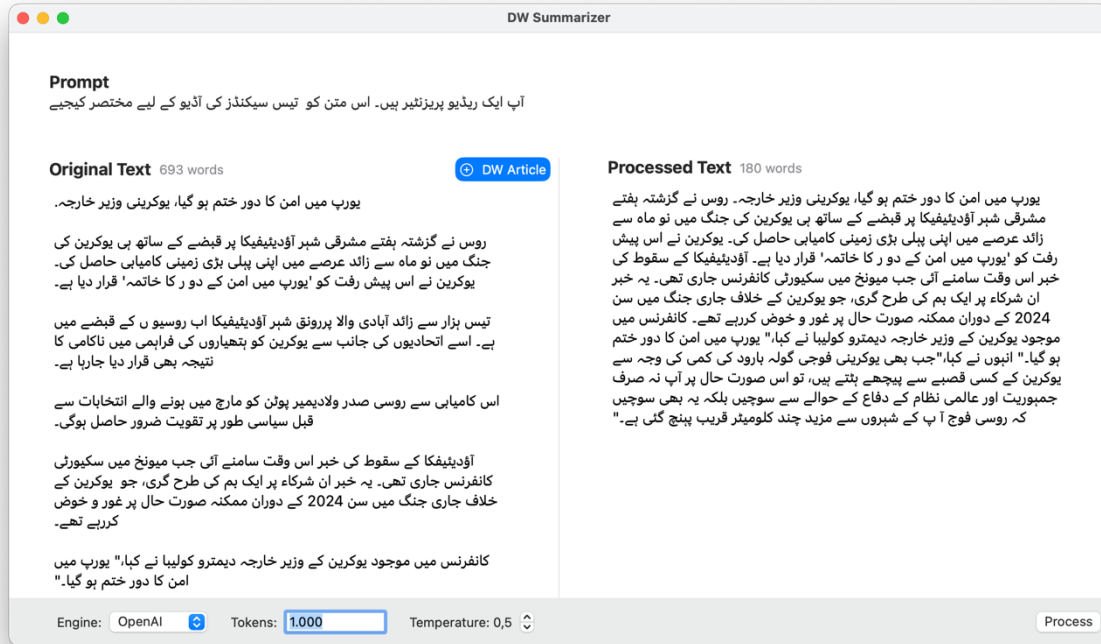 DW Summarizer
Prompt
آپ ایک ریڈیو پریزنٹیر ہیں۔ اس متن کو تیس سیکنڈز کی آڈیو کے لیے مختصر کیجیے
Original Text 693 words
DW Article
یورپ میں امن کا دور ختم ہو گیا، یوکرینی وزیر خارجہ.
روس نے گزشتہ ہفتے مشرقی شہر آؤدیئیفیکا پر قبضے کے ساتھ ہی یوکرین کی
جنگ میں نو ماہ سے زائد عرصے میں اپنی پہلی بڑی زمینی کامیابی حاصل کی۔
یوکرین نے اس پیش رفت کو 'یورپ میں امن کے دو ر کا خاتمہ' قرار دیا ہے۔
تیس ہزار سے زائد آبادی والا پررونق شہر آؤدیئیفیکا اب روسیو ں کے قبضے میں
ہے۔ اسے اتحادیوں کی جانب سے یوکرین کو ہتھیاروں کی فراہمی میں ناکامی کا
نتیجہ بھی قرار دیا جارہا ہے۔
اس کامیابی سے روسی صدر ولادیمیر پوٹن کو مارچ میں ہونے والے انتخابات سے
قبل سیاسی طور پر تقویت ضرور حاصل ہوگی۔
آؤدیئیفکا کے سقوط کی خبر اس وقت سامنے آئی جب میونخ میں سکیورٹی
کانفرنس جاری تھی۔ یہ خبر ان شرکاء پر ایک بم کی طرح گری، جو یوکرین کے
خلاف جاری جنگ میں سن 2024 کے دوران ممکنہ صورت حال پر غور و خوض
کررہے تھے۔
کانفرنس میں موجود یوکرین کے وزیر خارجہ دیمترو کولیبا نے کہا،" یورپ میں
امن کا دور ختم ہو گیا۔"
Processed Text 180 words
یورپ میں امن کا دور ختم ہو گیا، یوکرینی وزیر خارجہ۔ روس نے گزشتہ ہفتے
مشرقی شہر آؤدیئیفیکا پر قبضے کے ساتھ ہی یوکرین کی جنگ میں نو ماہ سے
زائد عرصے میں اپنی پہلی بڑی زمینی کامیابی حاصل کی۔ یوکرین نے اس پیش
رفت کو 'یورپ میں امن کے دو ر کا خاتمہ' قرار دیا ہے۔ آؤدیئیفیکا کے سقوط کی
خبر اس وقت سامنے آئی جب میونخ میں سکیورٹی کانفرنس جاری تھی۔ یہ خبر
ان شرکاء پر ایک بم کی طرح گری، جو یوکرین کے خلاف جاری جنگ میں سن
2024 کے دوران ممکنہ صورت حال پر غور و خوض کررہے تھے۔ کانفرنس میں
موجود یوکرین کے وزیر خارجہ دیمترو کولیبا نے کہا،" یورپ میں امن کا دور ختم
ہو گیا۔" انہوں نے کہا،"جب بھی یوکرینی فوجی گولہ بارود کی کمی کی وجہ سے
یوکرین کے کسی قصبے سے پیچھے ہٹتے ہیں، تو اس صورت حال پر آپ نہ صرف
جمہوریت اور عالمی نظام کے دفاع کے حوالے سے سوچیں بلکہ یہ بھی سوچیں
کہ روسی فوج آ پ کے شہروں سے مزید چند کلومیٹر قریب پہنچ گئی ہے۔"
Engine: OpenAI Tokens: 1.000 Temperature: 0,5 Process